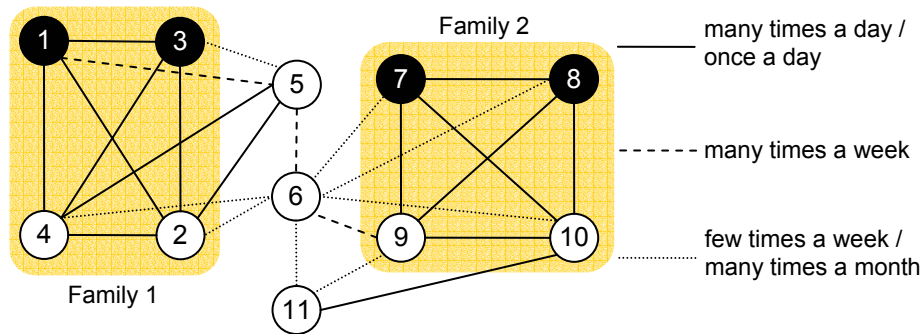 Family 2
many times a day /
once a day
1
3
5
7
8
many times a week
6
4
2
9
10
few times a week /
many times a month
Family 1
11